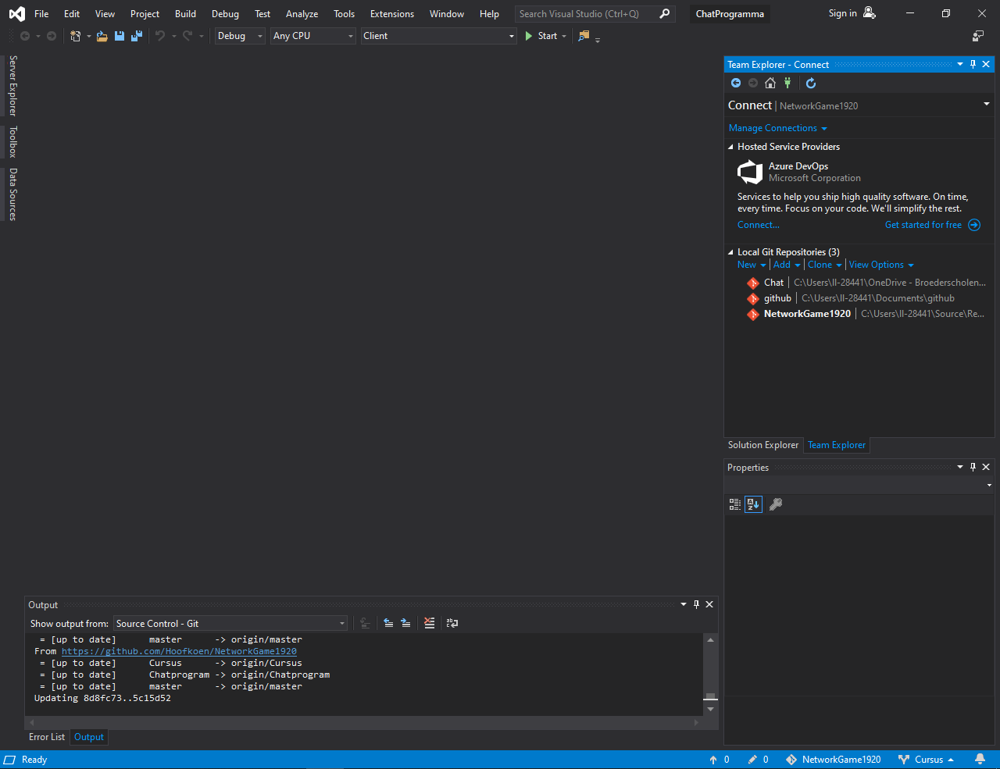 File Edit View Project Build Debug Test Analyze Tools Extensions Window Help Search Visual Studio (Ctrl+Q) ChatProgramma Sign in
Debug Any CPU Client Start
Server Explorer
Toolbox
Data Sources
Team Explorer - Connect
Connect | NetworkGame1920
Manage Connections
Hosted Service Providers
Azure DevOps
Microsoft Corporation
Services to help you ship high quality software. On time,
every time. Focus on your code. We'll simplify the rest.
Connect... Get started for free
Local Git Repositories (3)
New | Add | Clone | View Options
Chat | C:\Users\ll-28441\OneDrive - Broederscholen...
github | C:\Users\ll-28441\Documents\github
NetworkGame1920 | C:\Users\ll-28441\Source\Re...
Solution Explorer Team Explorer
Properties
Output
Show output from: Source Control - Git
= [up to date] master -> origin/master
From https://github.com/Hoofkoen/NetworkGame1920
= [up to date] Cursus -> origin/Cursus
= [up to date] Chatprogram -> origin/Chatprogram
= [up to date] master -> origin/master
Updating 8d8fc73..5c15d52
Error List Output
Ready 0 0 NetworkGame1920 Cursus